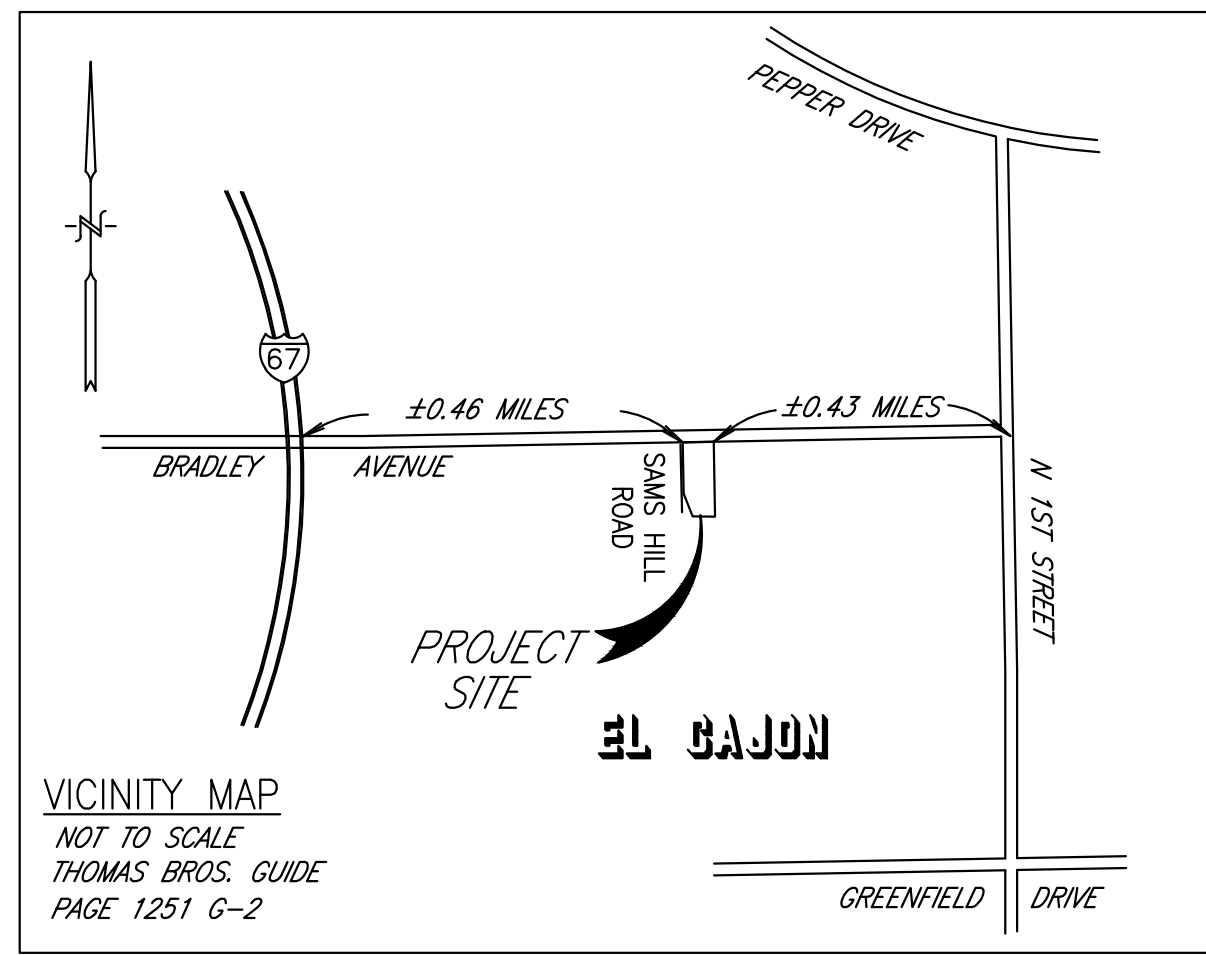 PEPPER DRIVE
N
67
±0.46 MILES
±0.43 MILES
BRADLEY AVENUE
SAMS HILL
ROAD
N 1ST STREET
PROJECT
SITE
EL CAJON
VICINITY MAP
NOT TO SCALE
THOMAS BROS. GUIDE
PAGE 1251 G-2
GREENFIELD DRIVE